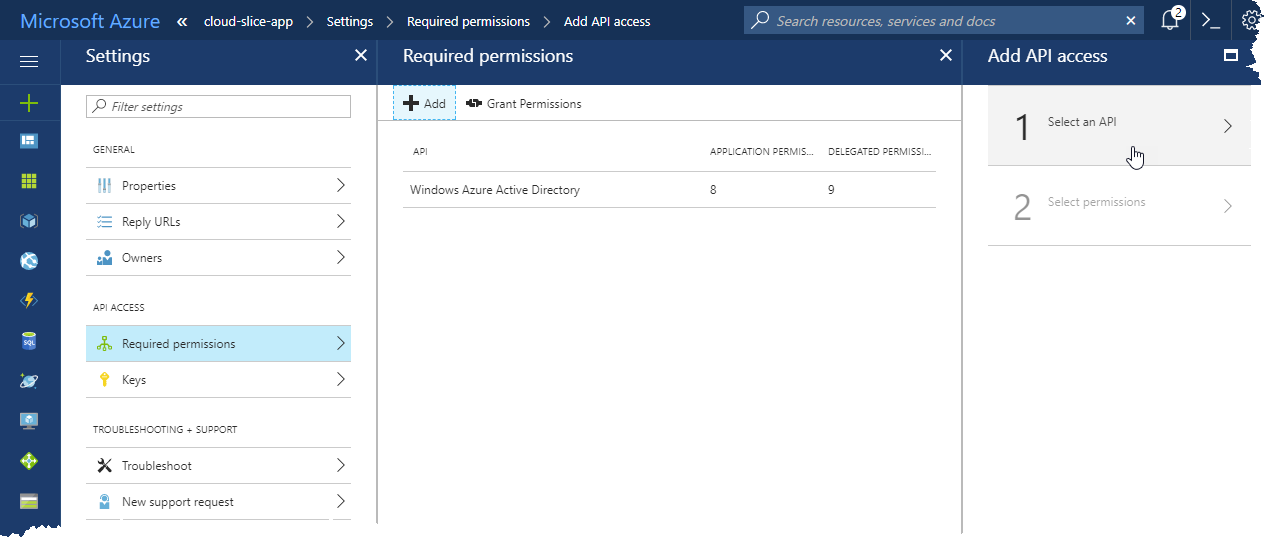 Microsoft Azure « cloud-slice-app > Settings > Required permissions > Add API access Search resources, services and docs 2
Settings
Filter settings
GENERAL
Properties
Reply URLs
Owners
API ACCESS
Required permissions
Keys
TROUBLESHOOTING + SUPPORT
Troubleshoot
New support request
Required permissions
Add Grant Permissions
API APPLICATION PERMIS... DELEGATED PERMISSI...
Windows Azure Active Directory 8 9
Add API access
1 Select an API
2 Select permissions
SQL